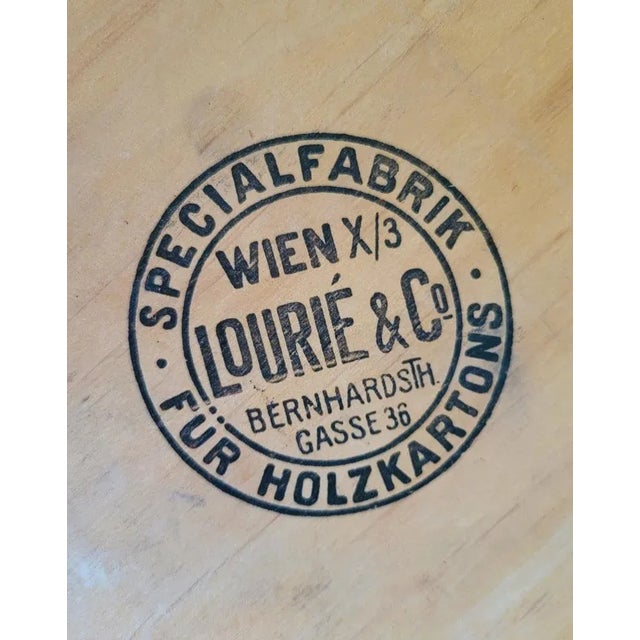 · SPECIALFABRIK ·
FÜR HOLZKARTONS
WIEN X/3
LOURIÉ & Co.
BERNHARDSTH.
GASSE 36